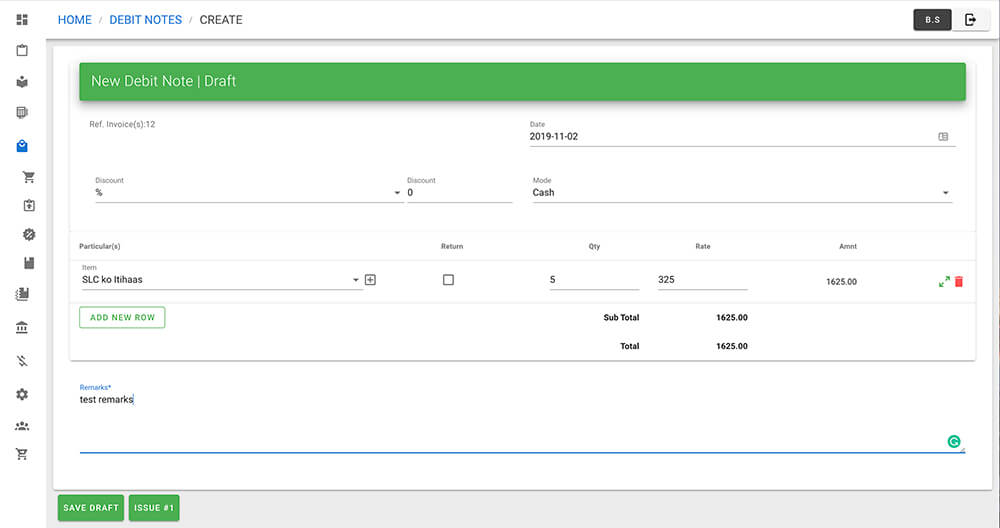 HOME / DEBIT NOTES / CREATE
B.S
New Debit Note | Draft
Ref. Invoice(s):12
Date
2019-11-02
Discount
%
Discount
0
Mode
Cash
Particular(s) Return Qty Rate Amnt
Item
SLC ko Itihaas 5 325 1625.00
ADD NEW ROW Sub Total 1625.00
Total 1625.00
Remarks*
test remarks
SAVE DRAFT ISSUE #1